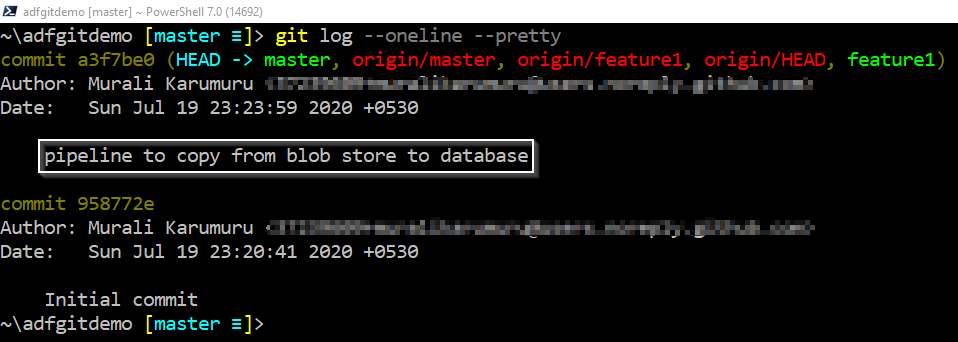 adfgitdemo [master] ~ PowerShell 7.0 (14692)
~\adfgitdemo [master ≡]> git log --oneline --pretty
commit a3f7be0 (HEAD -> master, origin/master, origin/feature1, origin/HEAD, feature1)
Author: Murali Karumuru
Date:   Sun Jul 19 23:23:59 2020 +0530
pipeline to copy from blob store to database
commit 958772e
Author: Murali Karumuru
Date:   Sun Jul 19 23:20:41 2020 +0530
Initial commit
~\adfgitdemo [master ≡]>